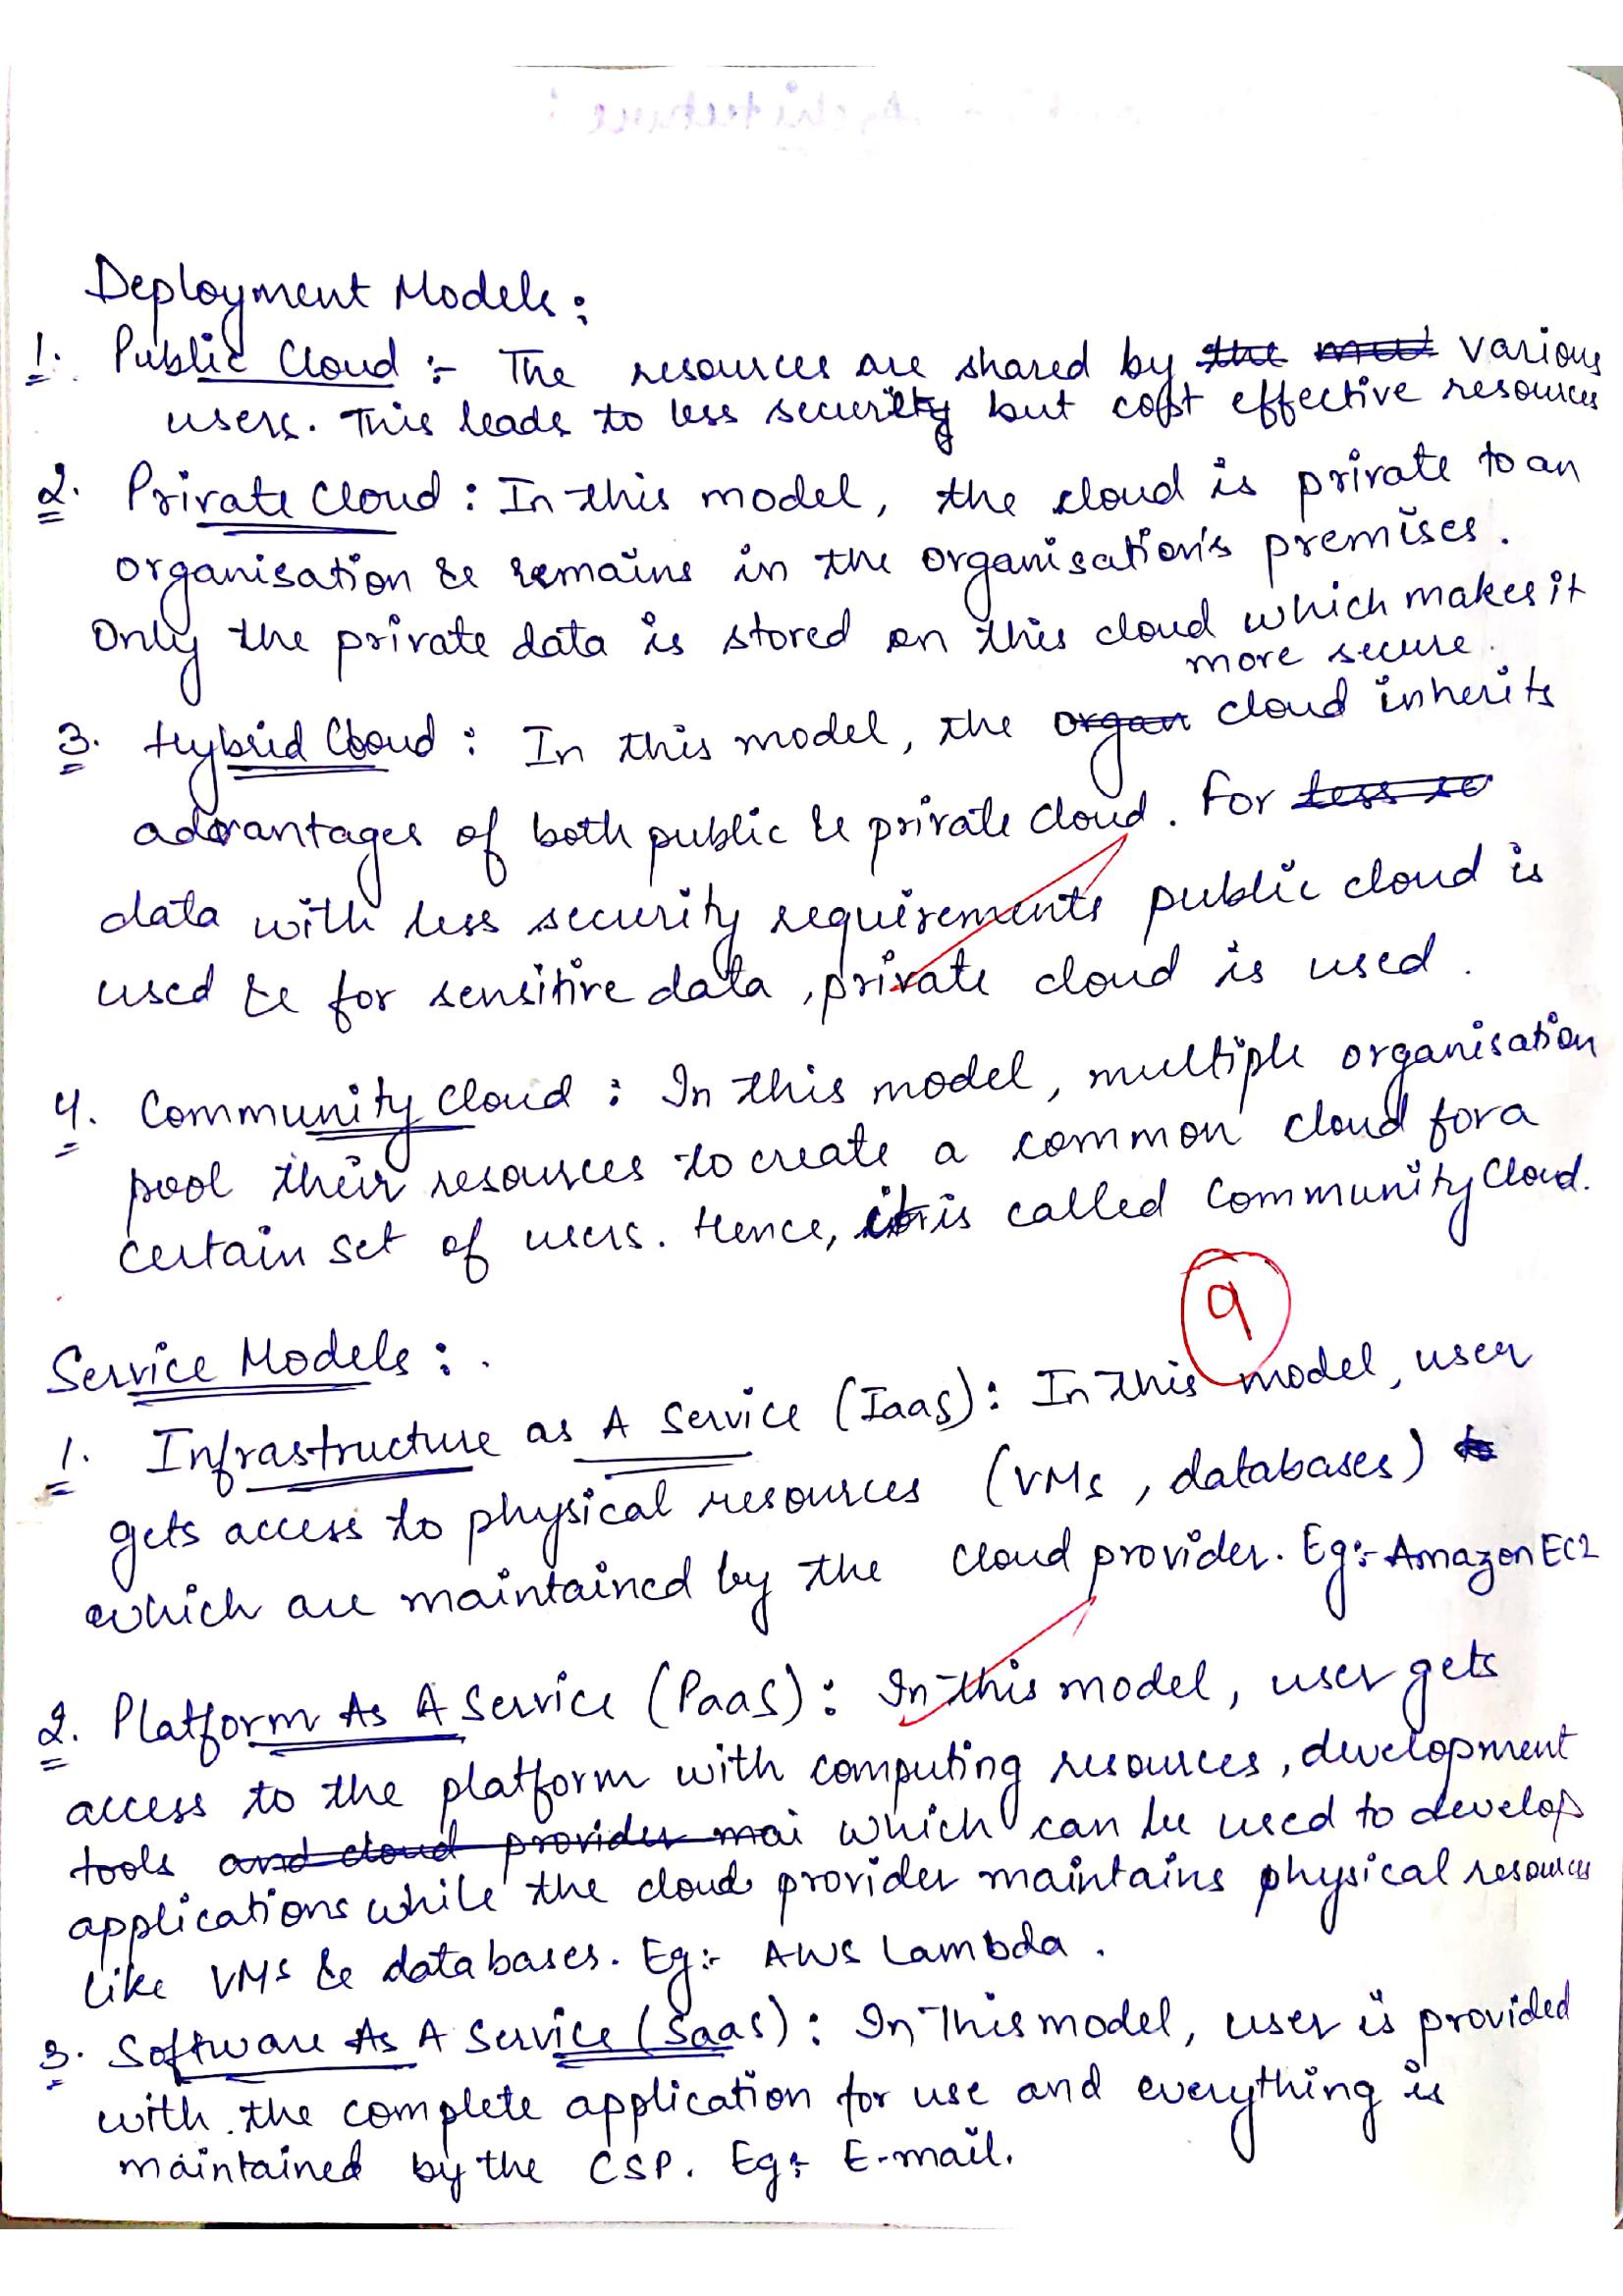 Deployment Models:
1. Public Cloud :- The resources are shared by the various
users. This leads to less security but cost effective resources
2. Private Cloud: In this model, the cloud is private to an
organisation & remains in the organisation's premises.
Only the private data is stored on this cloud which makes it
more secure.
3. Hybrid Cloud: In this model, the organ cloud inherits
advantages of both public & private cloud. For less se
data with less security requirements public cloud is
used & for sensitive data, private cloud is used.
4. Community Cloud: In this model, multiple organisation
pool their resources to create a common cloud for a
certain set of users. Hence, it is called Community Cloud.
9
Service Models:
1. Infrastructure as A Service (IaaS): In this model, user
gets access to physical resources (VMs, databases) to
which are maintained by the cloud provider. Eg:- Amazon EC2
2. Platform As A Service (PaaS): In this model, user gets
access to the platform with computing resources, development
tools and cloud provider mai which can be used to develop
applications while the cloud provider maintains physical resources
like VMs & databases. Eg:- AWS Lambda.
3. Software As A Service (SaaS): In this model, user is provided
with the complete application for use and everything is
maintained by the CSP. Eg:- E-mail.